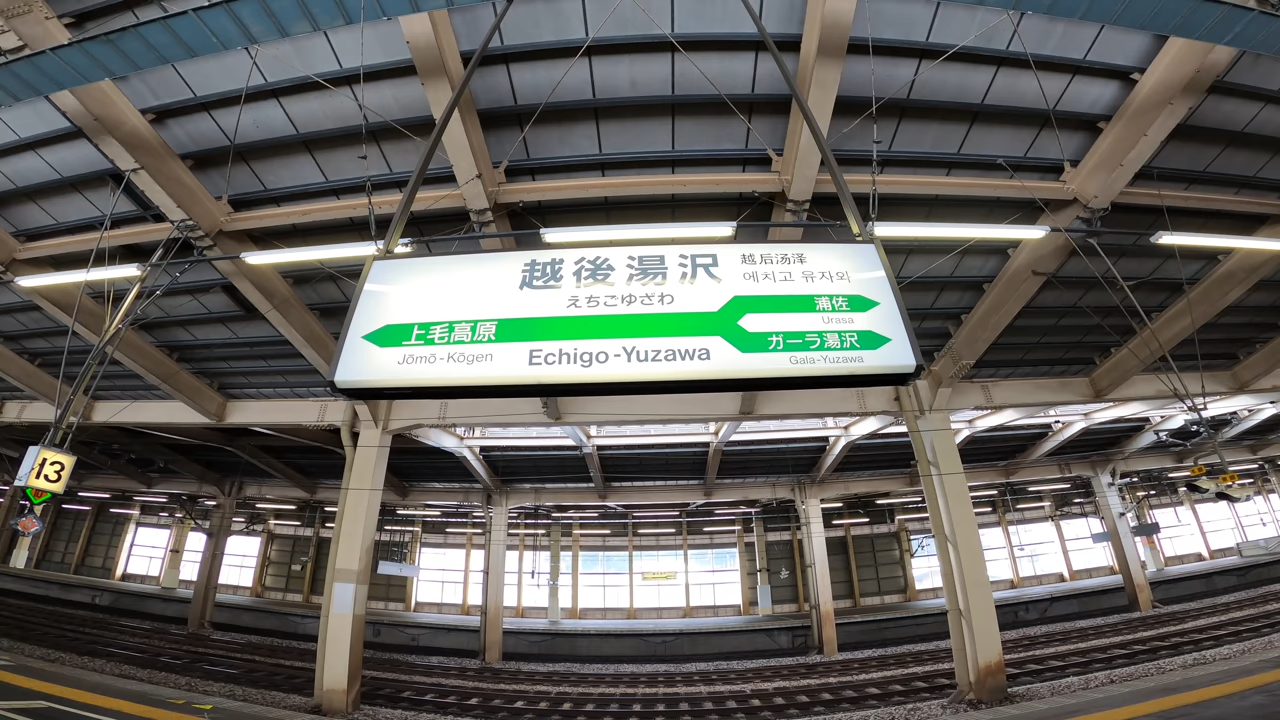 越後湯沢
越后汤泽
에치고 유자와
えちごゆざわ
上毛高原
Jōmō-Kōgen
Echigo-Yuzawa
浦佐
Urasa
ガーラ湯沢
Gala-Yuzawa
13